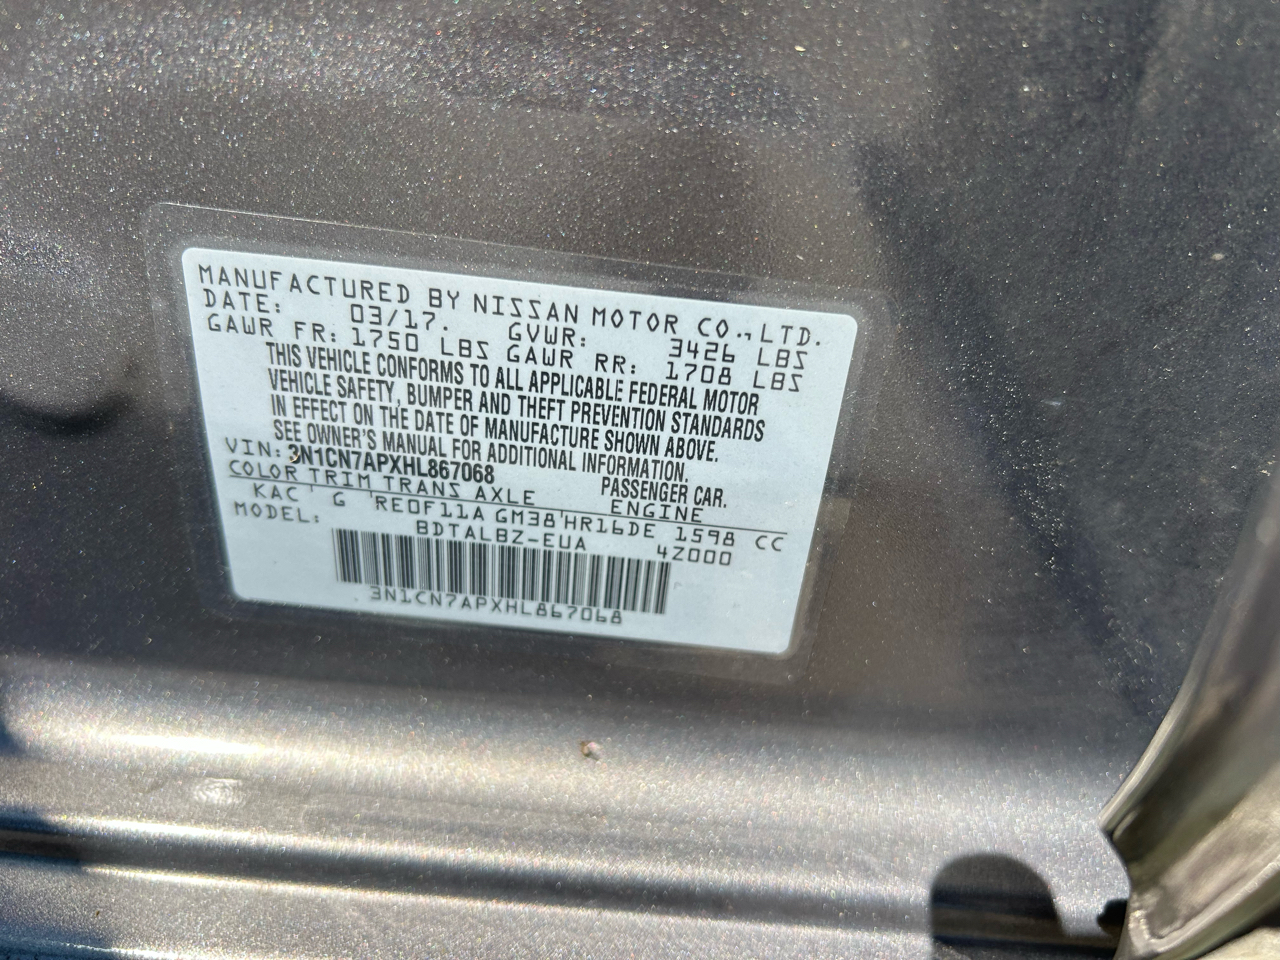 MANUFACTURED BY NISSAN MOTOR CO., LTD.
DATE: 03/17. GVWR: 3426 LBS
GAWR FR: 1750 LBS GAWR RR: 1708 LBS
THIS VEHICLE CONFORMS TO ALL APPLICABLE FEDERAL MOTOR
VEHICLE SAFETY, BUMPER AND THEFT PREVENTION STANDARDS
IN EFFECT ON THE DATE OF MANUFACTURE SHOWN ABOVE.
SEE OWNER'S MANUAL FOR ADDITIONAL INFORMATION.
VIN: 3N1CN7APXHL867068 PASSENGER CAR.
COLOR TRIM TRANS AXLE ENGINE
KAC G RE0F11A GM38 HR16DE 1598 CC
MODEL: BDTALBZ-EUA 4Z000
3N1CN7APXHL867068